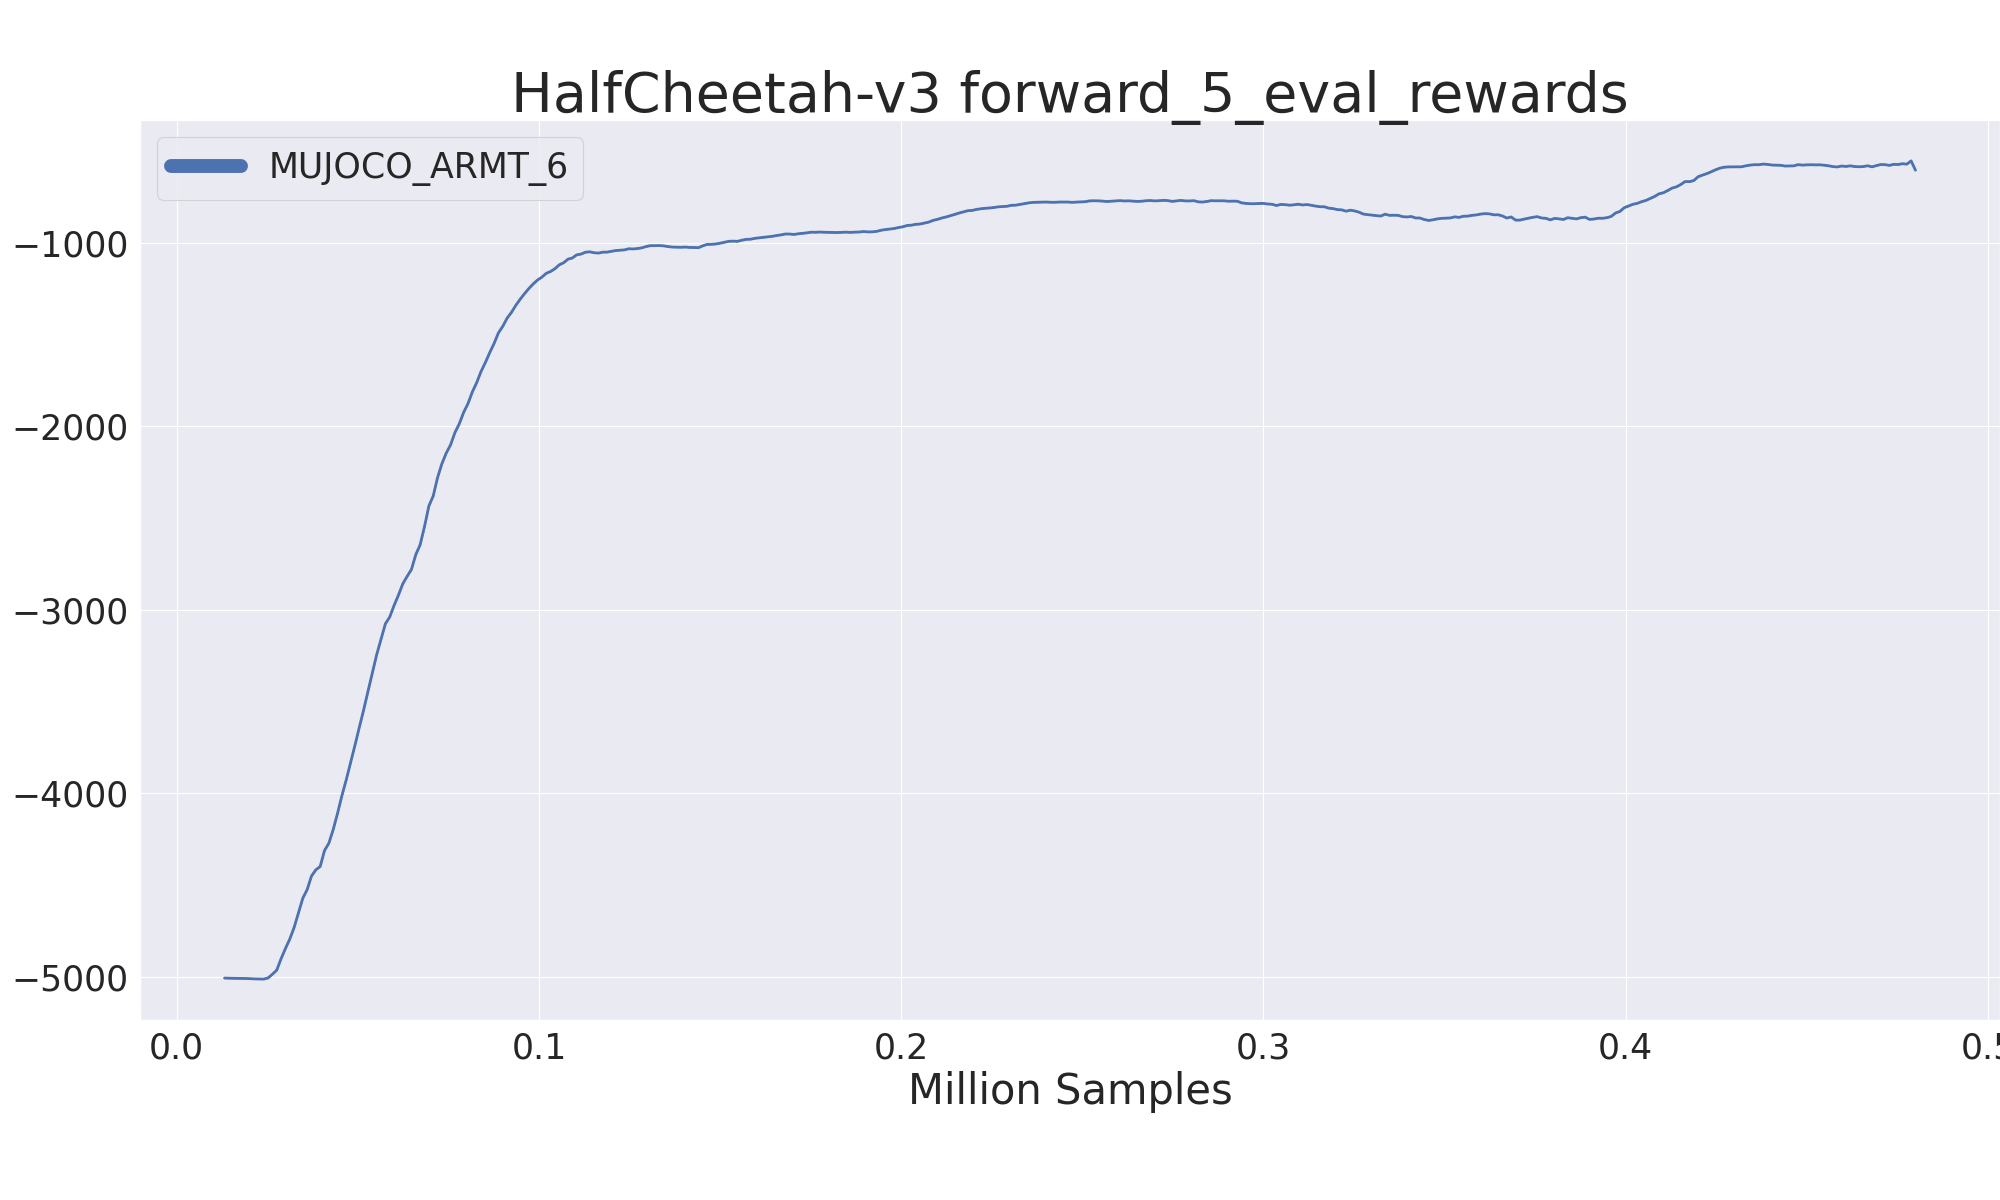 HalfCheetah-v3 forward_5_eval_rewards
MUJOCO_ARMT_6
−1000
−2000
−3000
−4000
−5000
0.0 0.1 0.2 0.3 0.4 0.5
Million Samples